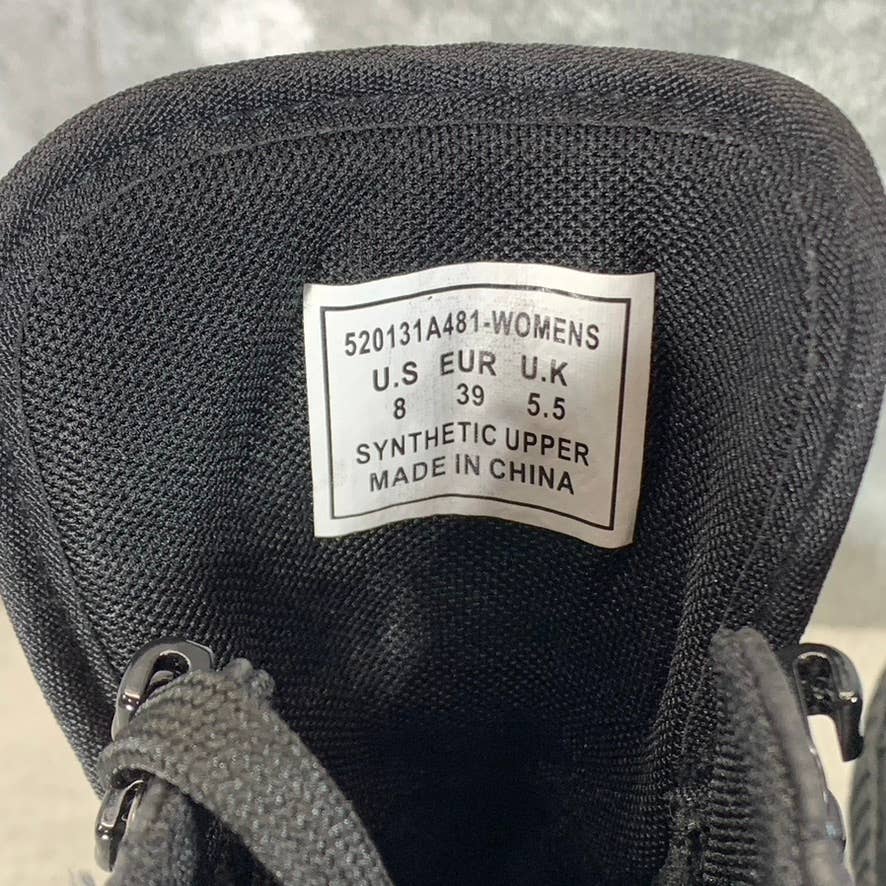 520131A481-WOMENS
U.S EUR U.K
8 39 5.5
SYNTHETIC UPPER
MADE IN CHINA